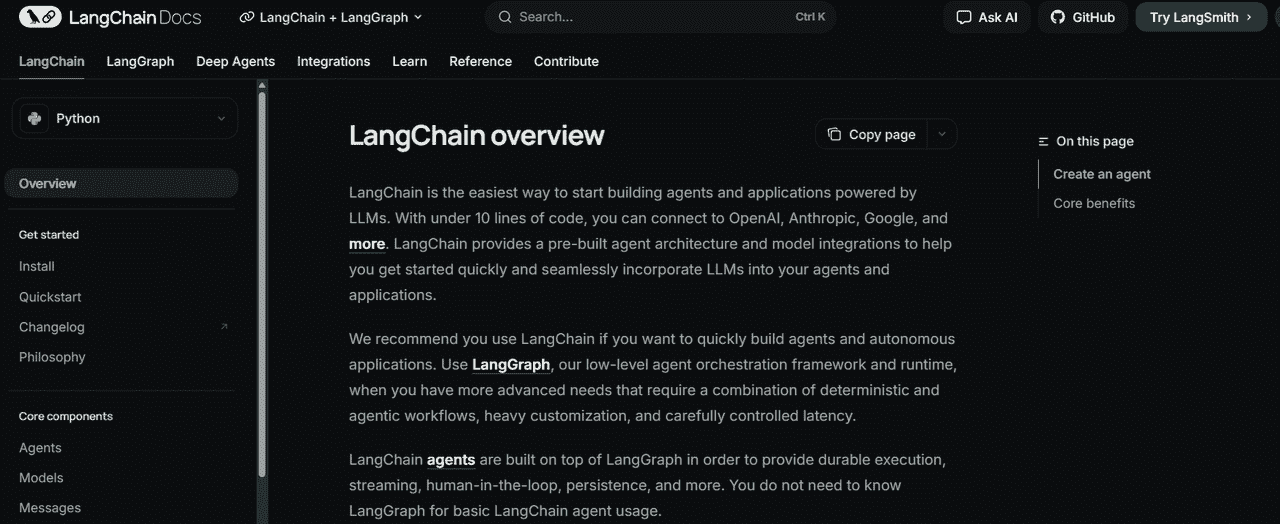 LangChain Docs
LangChain + LangGraph
Search...
Ctrl K
Ask AI
GitHub
Try LangSmith
LangChain
LangGraph
Deep Agents
Integrations
Learn
Reference
Contribute
Python
Overview
Get started
Install
Quickstart
Changelog
Philosophy
Core components
Agents
Models
Messages
LangChain overview
Copy page
LangChain is the easiest way to start building agents and applications powered by
LLMs. With under 10 lines of code, you can connect to OpenAI, Anthropic, Google, and
more. LangChain provides a pre-built agent architecture and model integrations to help
you get started quickly and seamlessly incorporate LLMs into your agents and
applications.
We recommend you use LangChain if you want to quickly build agents and autonomous
applications. Use LangGraph, our low-level agent orchestration framework and runtime,
when you have more advanced needs that require a combination of deterministic and
agentic workflows, heavy customization, and carefully controlled latency.
LangChain agents are built on top of LangGraph in order to provide durable execution,
streaming, human-in-the-loop, persistence, and more. You do not need to know
LangGraph for basic LangChain agent usage.
On this page
Create an agent
Core benefits